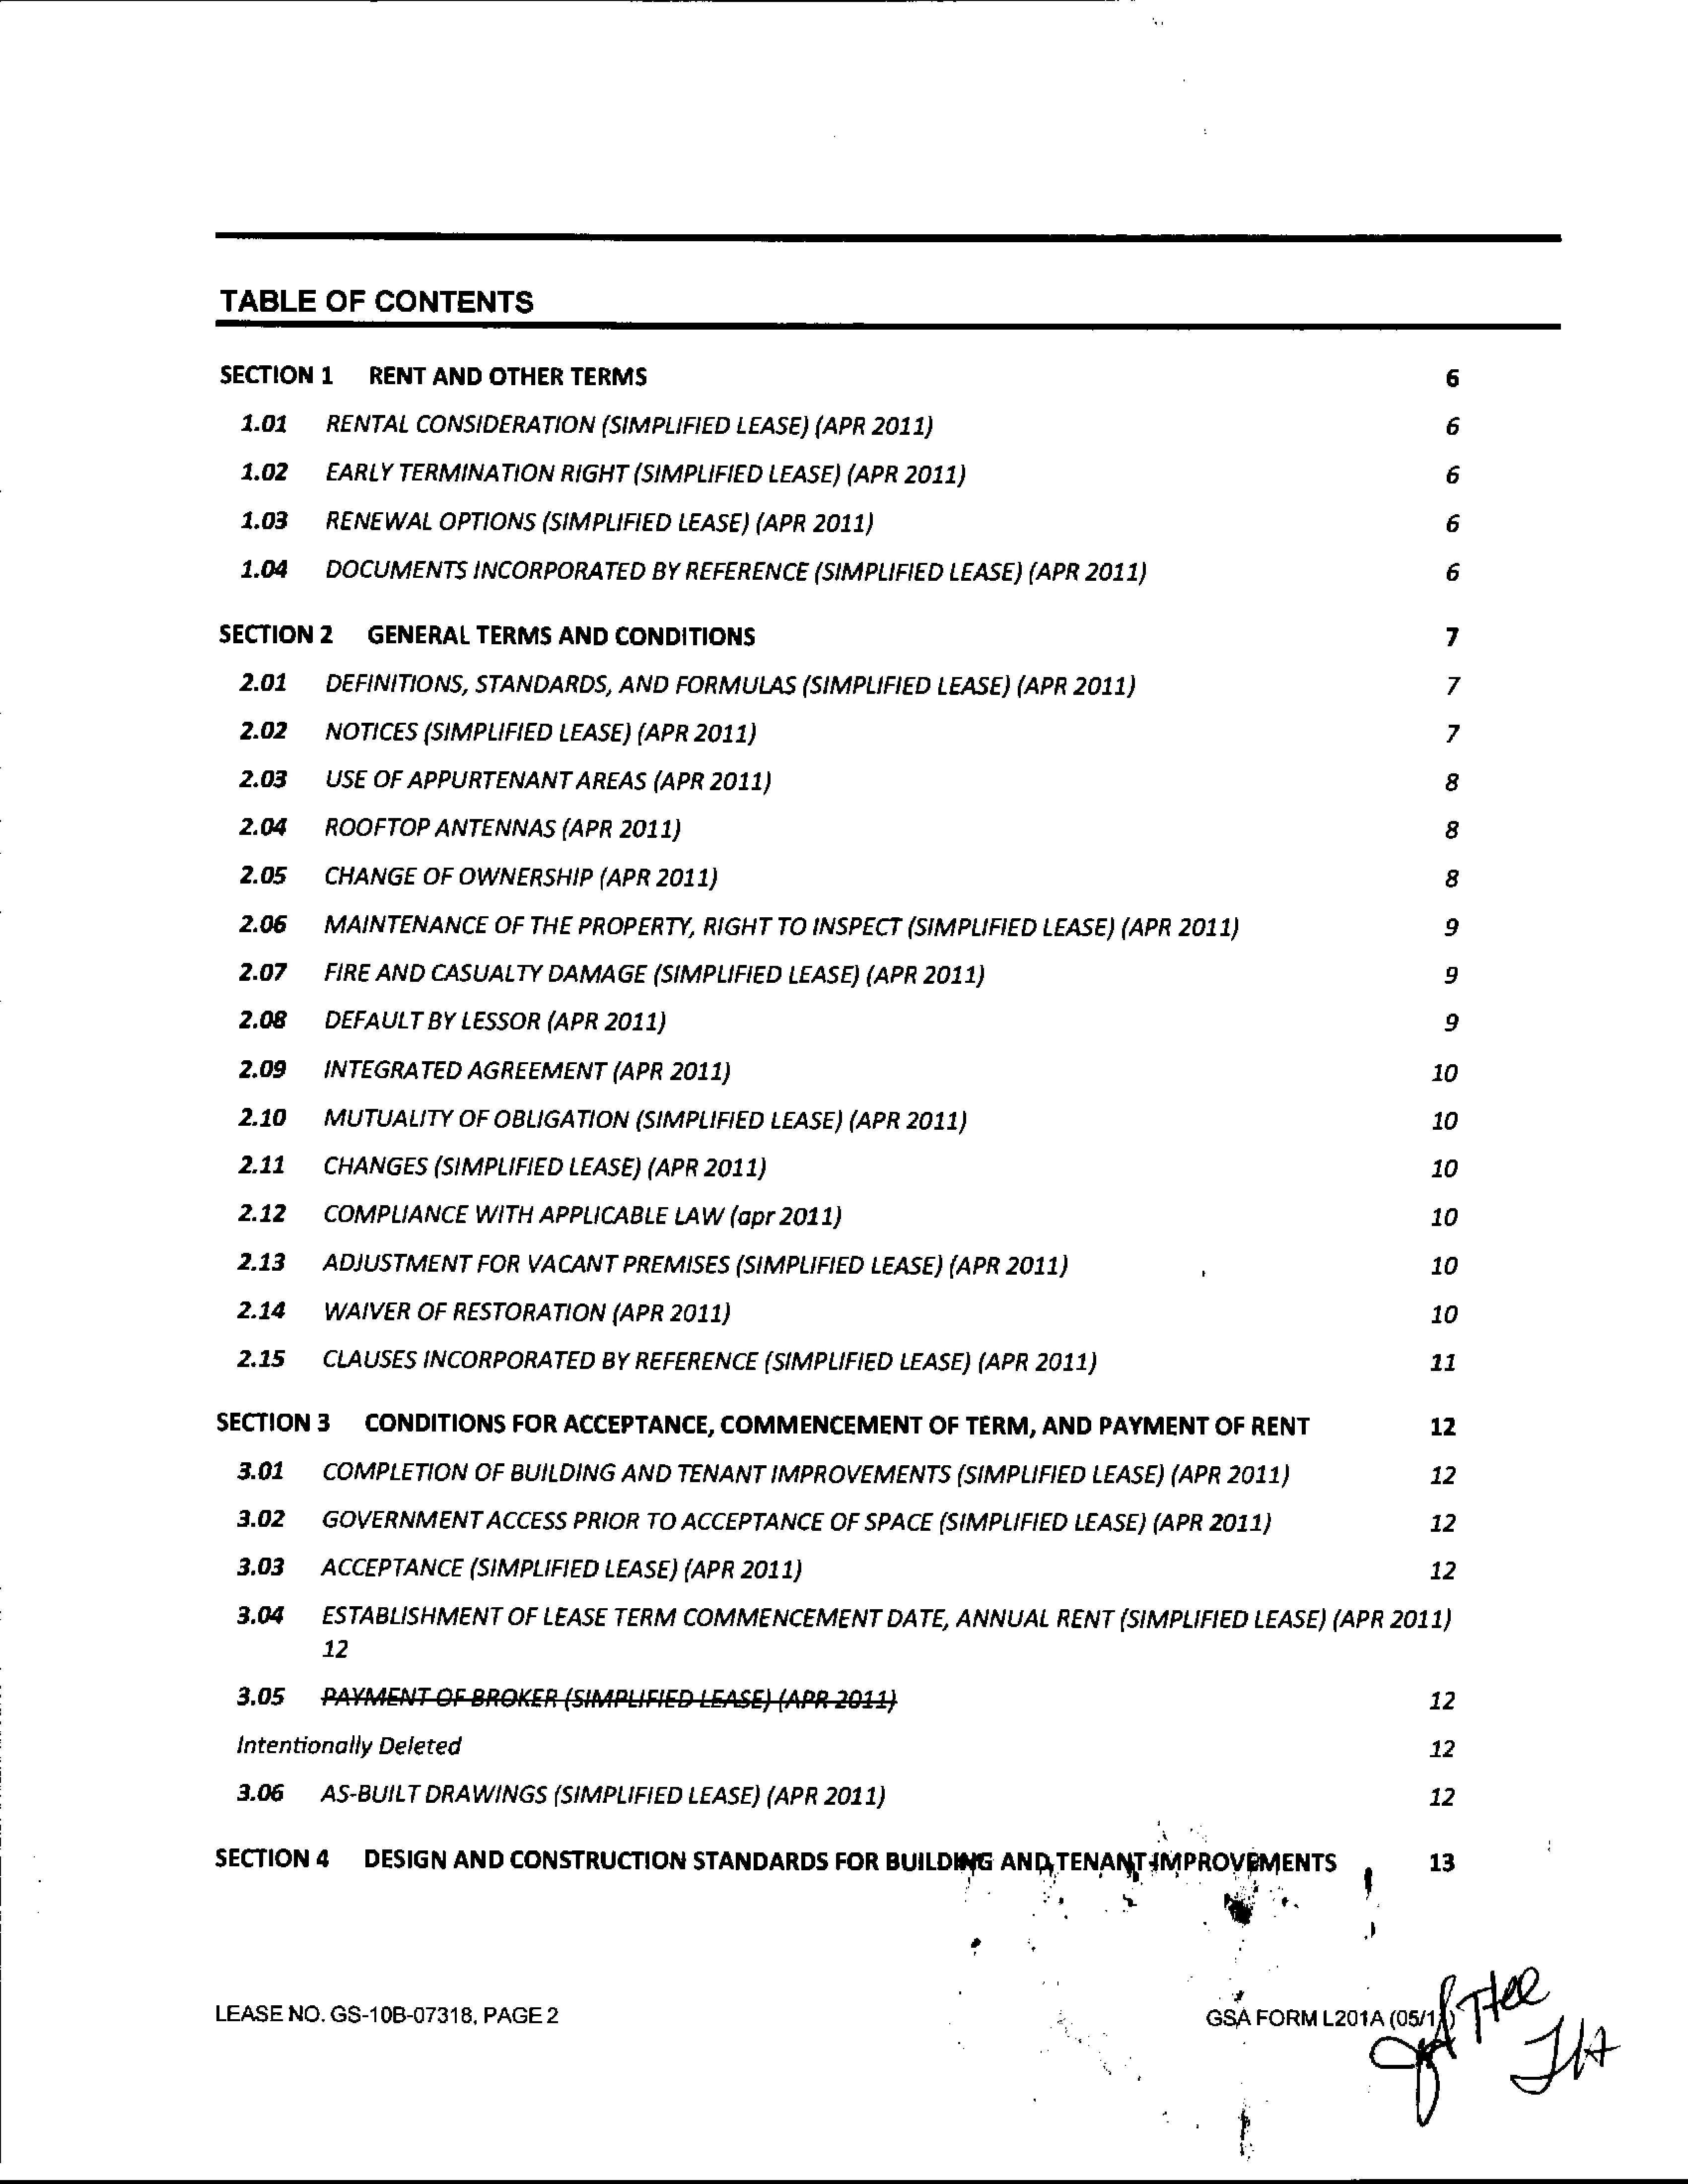 TABLE OF CONTENTS
SECTION 1 RENT AND OTHER TERMS 6
1.01 RENTAL CONSIDERATION (SIMPLIFIED LEASE) (APR 2011) 6
1.02 EARLY TERMINATION RIGHT (SIMPLIFIED LEASE) (APR 2011) 6
1.03 RENEWAL OPTIONS (SIMPLIFIED LEASE) (APR 2011) 6
1.04 DOCUMENTS INCORPORATED BY REFERENCE (SIMPLIFIED LEASE) (APR 2011) 6
SECTION 2 GENERAL TERMS AND CONDITIONS 7
2.01 DEFINITIONS, STANDARDS, AND FORMULAS (SIMPLIFIED LEASE) (APR 2011) 7
2.02 NOTICES (SIMPLIFIED LEASE) (APR 2011) 7
2.03 USE OF APPURTENANT AREAS (APR 2011) 8
2.04 ROOFTOP ANTENNAS (APR 2011) 8
2.05 CHANGE OF OWNERSHIP (APR 2011) 8
2.06 MAINTENANCE OF THE PROPERTY, RIGHT TO INSPECT (SIMPLIFIED LEASE) (APR 2011) 9
2.07 FIRE AND CASUALTY DAMAGE (SIMPLIFIED LEASE) (APR 2011) 9
2.08 DEFAULT BY LESSOR (APR 2011) 9
2.09 INTEGRATED AGREEMENT (APR 2011) 10
2.10 MUTUALITY OF OBLIGATION (SIMPLIFIED LEASE) (APR 2011) 10
2.11 CHANGES (SIMPLIFIED LEASE) (APR 2011) 10
2.12 COMPLIANCE WITH APPLICABLE LAW (apr 2011) 10
2.13 ADJUSTMENT FOR VACANT PREMISES (SIMPLIFIED LEASE) (APR 2011) 10
2.14 WAIVER OF RESTORATION (APR 2011) 10
2.15 CLAUSES INCORPORATED BY REFERENCE (SIMPLIFIED LEASE) (APR 2011) 11
SECTION 3 CONDITIONS FOR ACCEPTANCE, COMMENCEMENT OF TERM, AND PAYMENT OF RENT 12
3.01 COMPLETION OF BUILDING AND TENANT IMPROVEMENTS (SIMPLIFIED LEASE) (APR 2011) 12
3.02 GOVERNMENT ACCESS PRIOR TO ACCEPTANCE OF SPACE (SIMPLIFIED LEASE) (APR 2011) 12
3.03 ACCEPTANCE (SIMPLIFIED LEASE) (APR 2011) 12
3.04 ESTABLISHMENT OF LEASE TERM COMMENCEMENT DATE, ANNUAL RENT (SIMPLIFIED LEASE) (APR 2011)
12
3.05 PAYMENT OF BROKER (SIMPLIFIED LEASE) (APR 2011) 12
Intentionally Deleted 12
3.06 AS-BUILT DRAWINGS (SIMPLIFIED LEASE) (APR 2011) 12
SECTION 4 DESIGN AND CONSTRUCTION STANDARDS FOR BUILDING AND TENANT IMPROVEMENTS 13
LEASE NO. GS-10B-07318, PAGE 2 GSA FORM L201A